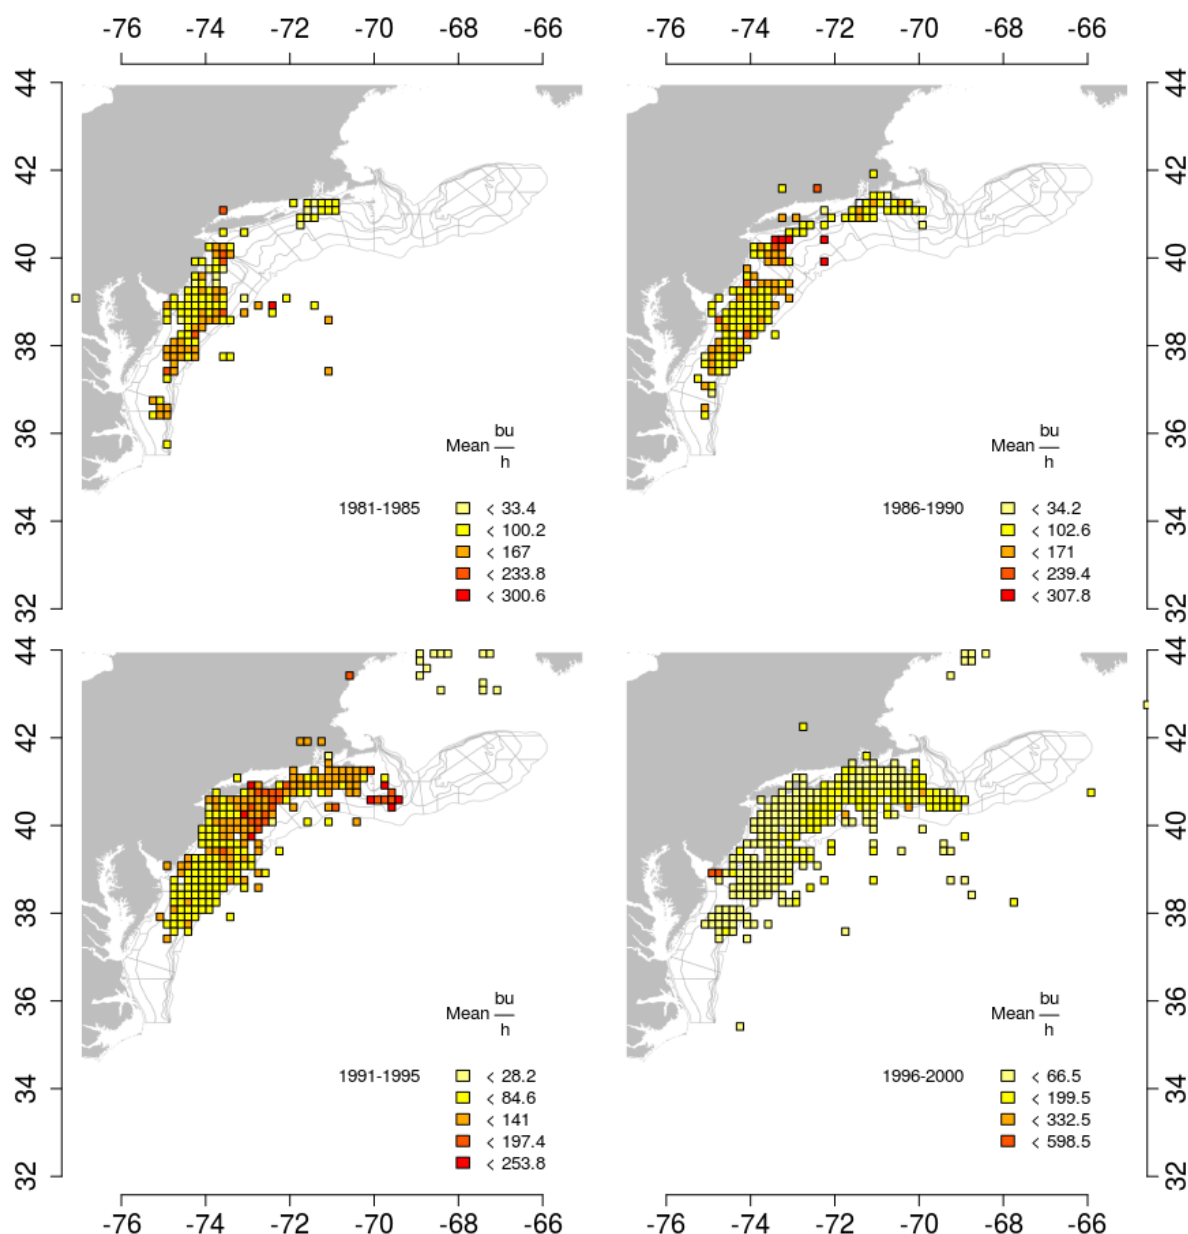 -76 -74 -72 -70 -68 -66 -76 -74 -72 -70 -68 -66
44 42 40 38 36 34 32
Mean bu/h
1981-1985
< 33.4
< 100.2
< 167
< 233.8
< 300.6
Mean bu/h
1986-1990
< 34.2
< 102.6
< 171
< 239.4
< 307.8
44 42 40 38 36 34 32
44 42 40 38 36 34 32
Mean bu/h
1991-1995
< 28.2
< 84.6
< 141
< 197.4
< 253.8
Mean bu/h
1996-2000
< 66.5
< 199.5
< 332.5
< 598.5
44 42 40 38 36 34 32
-76 -74 -72 -70 -68 -66 -76 -74 -72 -70 -68 -66